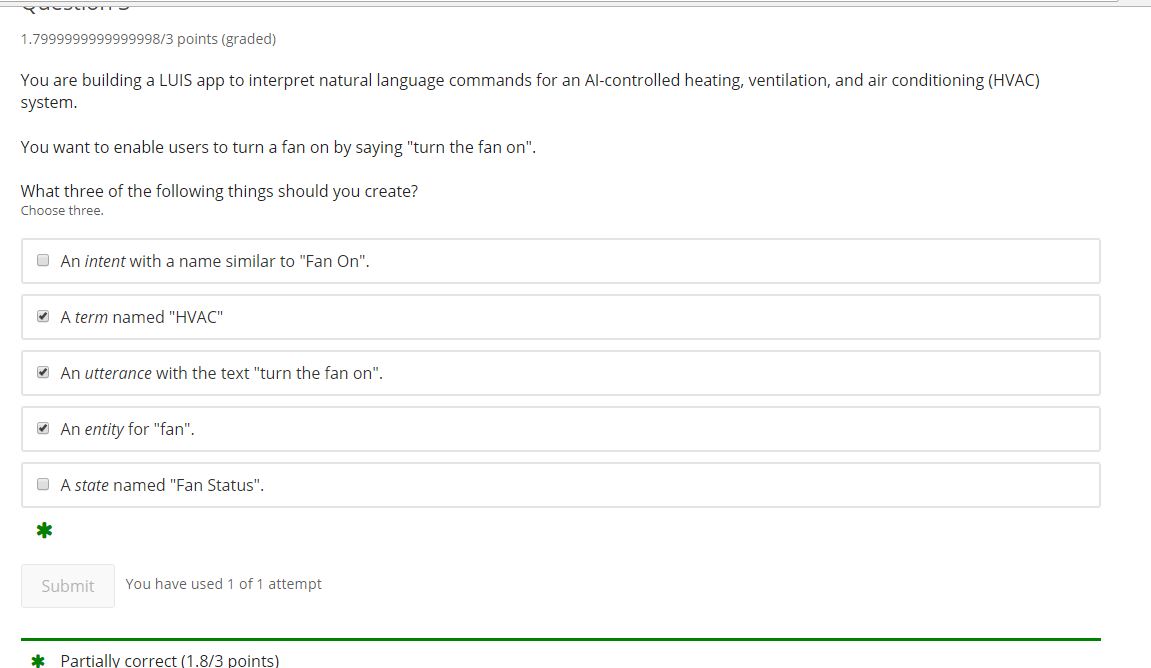 1.7999999999999998/3 points (graded)
You are building a LUIS app to interpret natural language commands for an AI-controlled heating, ventilation, and air conditioning (HVAC)
system.
You want to enable users to turn a fan on by saying "turn the fan on".
What three of the following things should you create?
Choose three.
An intent with a name similar to "Fan On".
A term named "HVAC"
An utterance with the text "turn the fan on".
An entity for "fan".
A state named "Fan Status".
Submit
You have used 1 of 1 attempt
Partially correct (1.8/3 points)